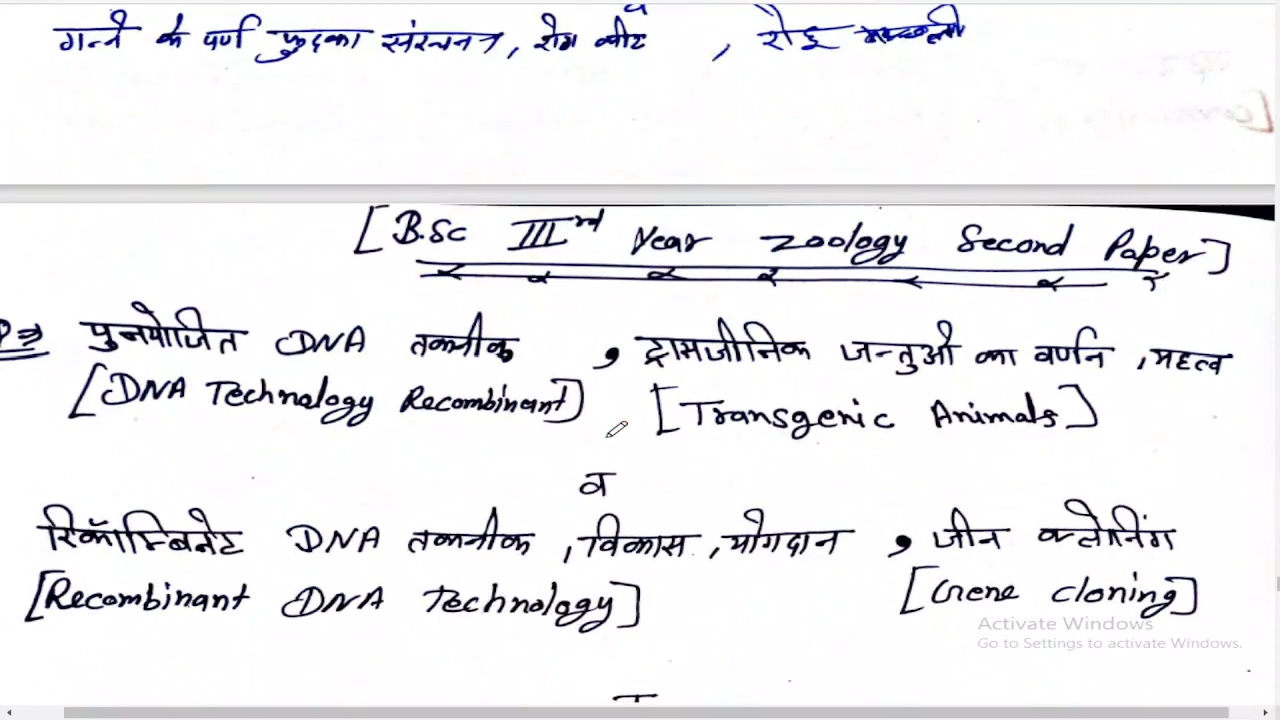 गन्ने के पर्ण फुदका संरचना, रोग कीट , रोहू मछली
[B.Sc IIIrd Year Zoology Second Paper]
पुनर्योजित DNA तकनीक , ट्रासजीनिक जन्तुओ का वर्णन , महत्व
[DNA Technology Recombinant] , [Transgenic Animals]
व
रिकॉम्बिनेट DNA तकनीक , विकास , योगदान , जीन क्लोनिंग
[Recombinant DNA Technology] [Gene cloning]
Activate Windows
Go to Settings to activate Windows.